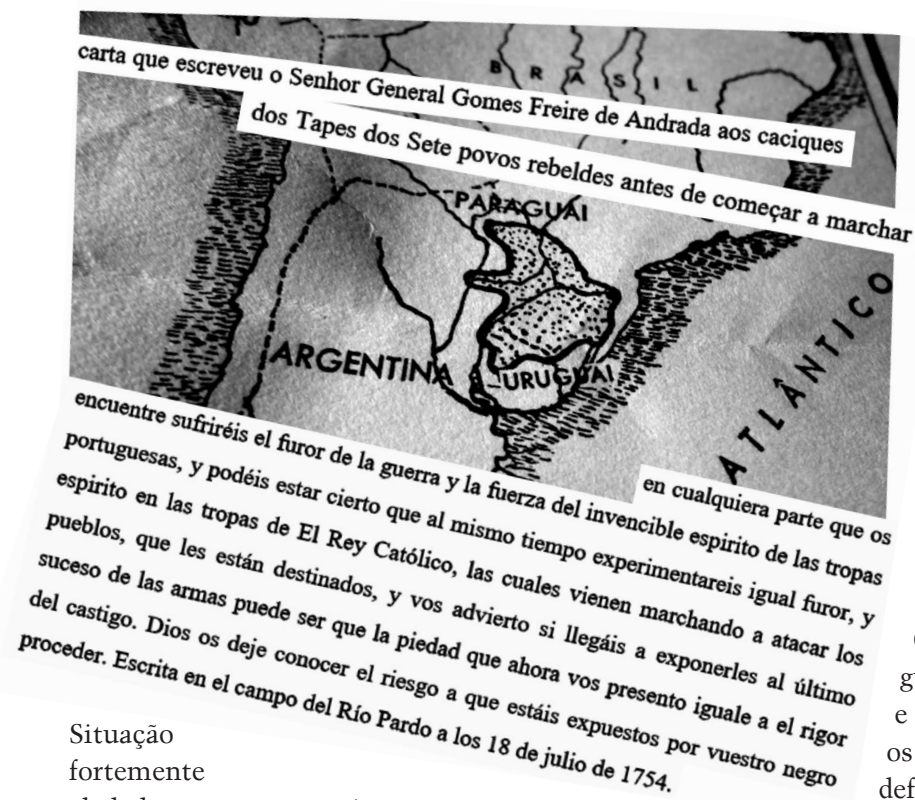 carta que escreveu o Senhor General Gomes Freire de Andrada aos caciques
dos Tapes dos Sete povos rebeldes antes de começar a marchar
BRASIL
PARAGUAI
ARGENTINA
URUGUAI
ATLÂNTICO
en cualquiera parte que os
encuentre sufriréis el furor de la guerra y la fuerza del invencible espirito de las tropas
portuguesas, y podéis estar cierto que al mismo tiempo experimentareis igual furor, y
espirito en las tropas de El Rey Católico, las cuales vienen marchando a atacar los
pueblos, que les están destinados, y vos advierto si llegáis a exponerles al último
suceso de las armas puede ser que la piedad que ahora vos presento iguale a el rigor
del castigo. Dios os deje conocer el riesgo a que estáis expuestos por vuestro negro
proceder. Escrita en el campo del Río Pardo a los 18 de julio de 1754.
Situação
fortemente
e
os